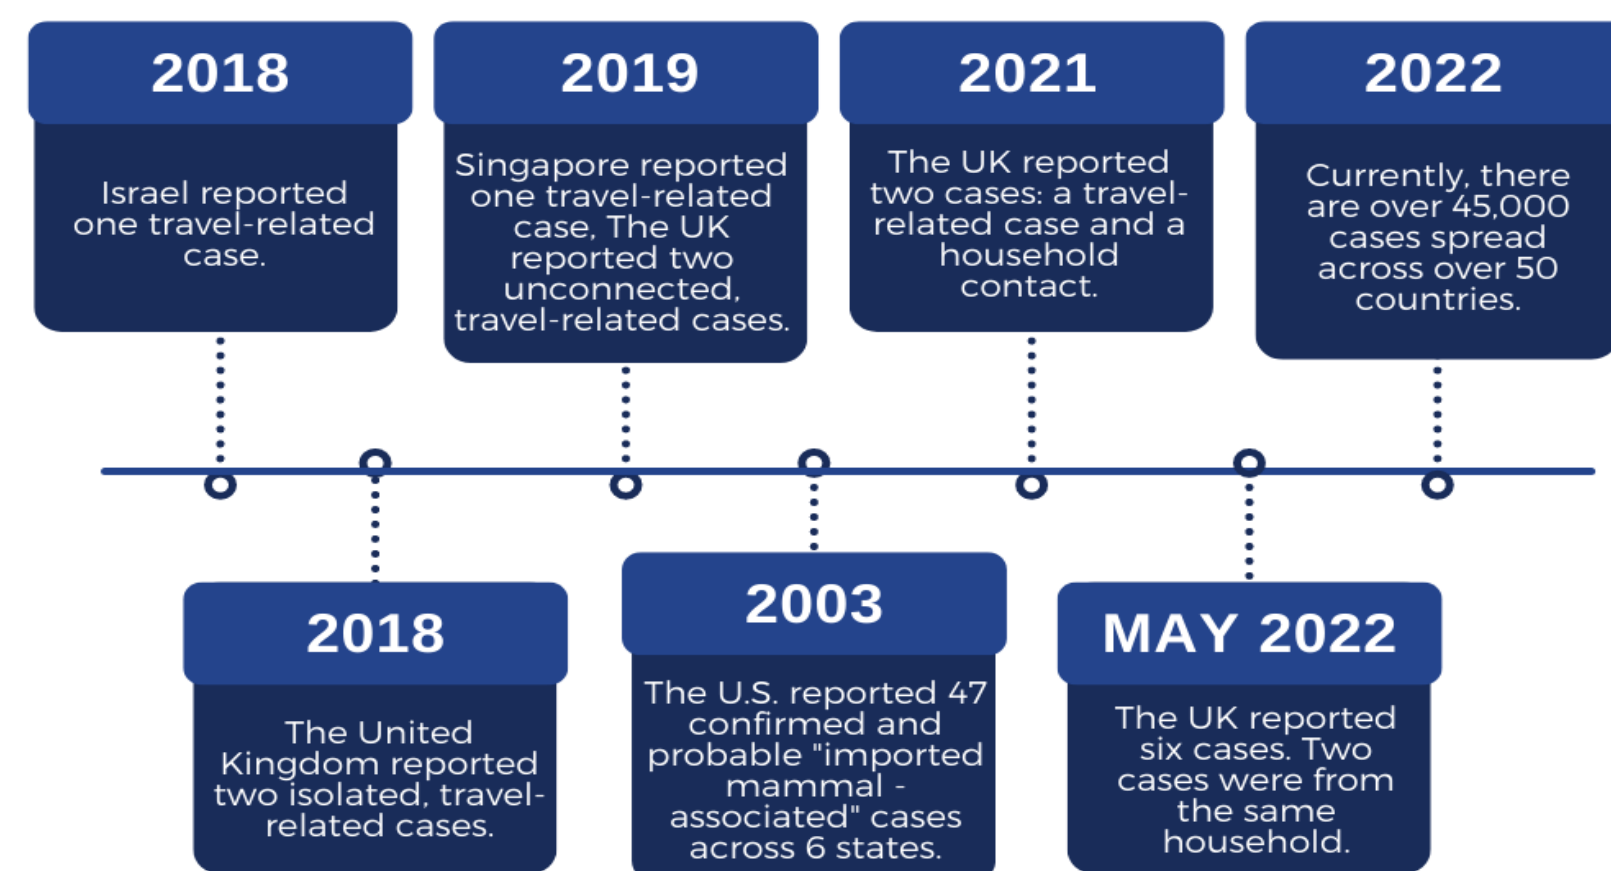 2018
Israel reported
one travel-related
case.
2019
Singapore reported
one travel-related
case, The UK
reported two
unconnected,
travel-related cases.
2021
The UK reported
two cases: a travel-
related case and a
household
contact.
2022
Currently, there
are over 45,000
cases spread
across over 50
countries.
2018
The United
Kingdom reported
two isolated, travel-
related cases.
2003
The U.S. reported 47
confirmed and
probable "imported
mammal -
associated" cases
across 6 states.
MAY 2022
The UK reported
six cases. Two
cases were from
the same
household.